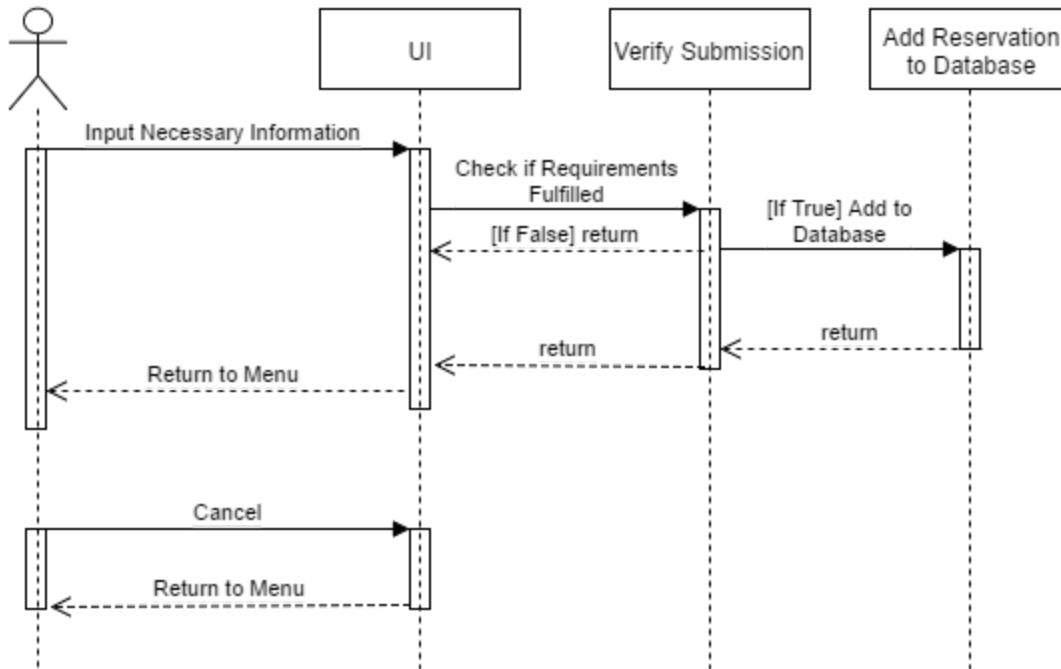 UI
Verify Submission
Add Reservation
to Database
Input Necessary Information
Check if Requirements
Fulfilled
[If True] Add to
Database
[If False] return
return
return
Return to Menu
Cancel
Return to Menu